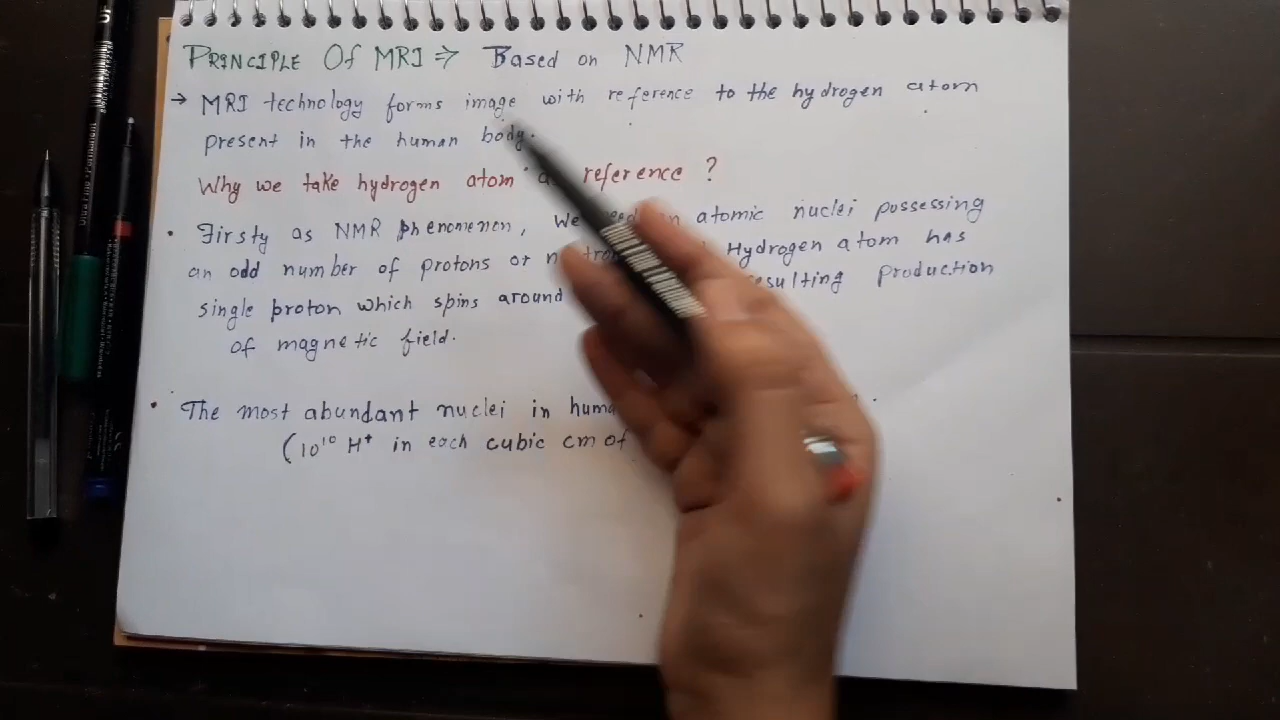 PRINCIPLE Of MRI ⇒ Based on NMR
→ MRI technology forms image with reference to the hydrogen atom
present in the human body.
Why we take hydrogen atom reference ?
• Firsty as NMR phenomenon, We an atomic nuclei possessing
an odd number of protons or Hydrogen atom has
single proton which spins around production
of magnetic field.
• The most abundant nuclei in
(10¹⁰ H⁺ in each cubic cm of